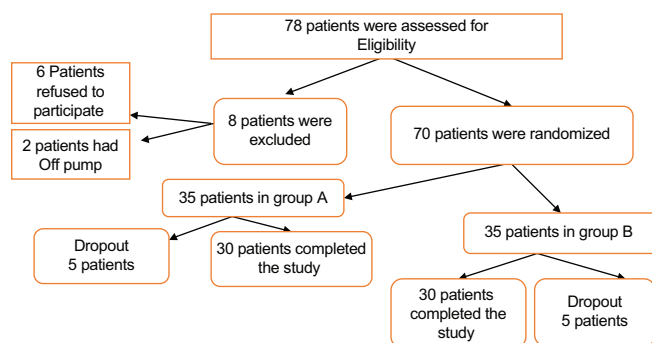 78 patients were assessed for
Eligibility
6 Patients
refused to
participate
2 patients had
Off pump
8 patients were
excluded
70 patients were randomized
35 patients in group A
Dropout
5 patients
30 patients completed
the study
35 patients in group B
30 patients
completed the
study
Dropout
5 patients